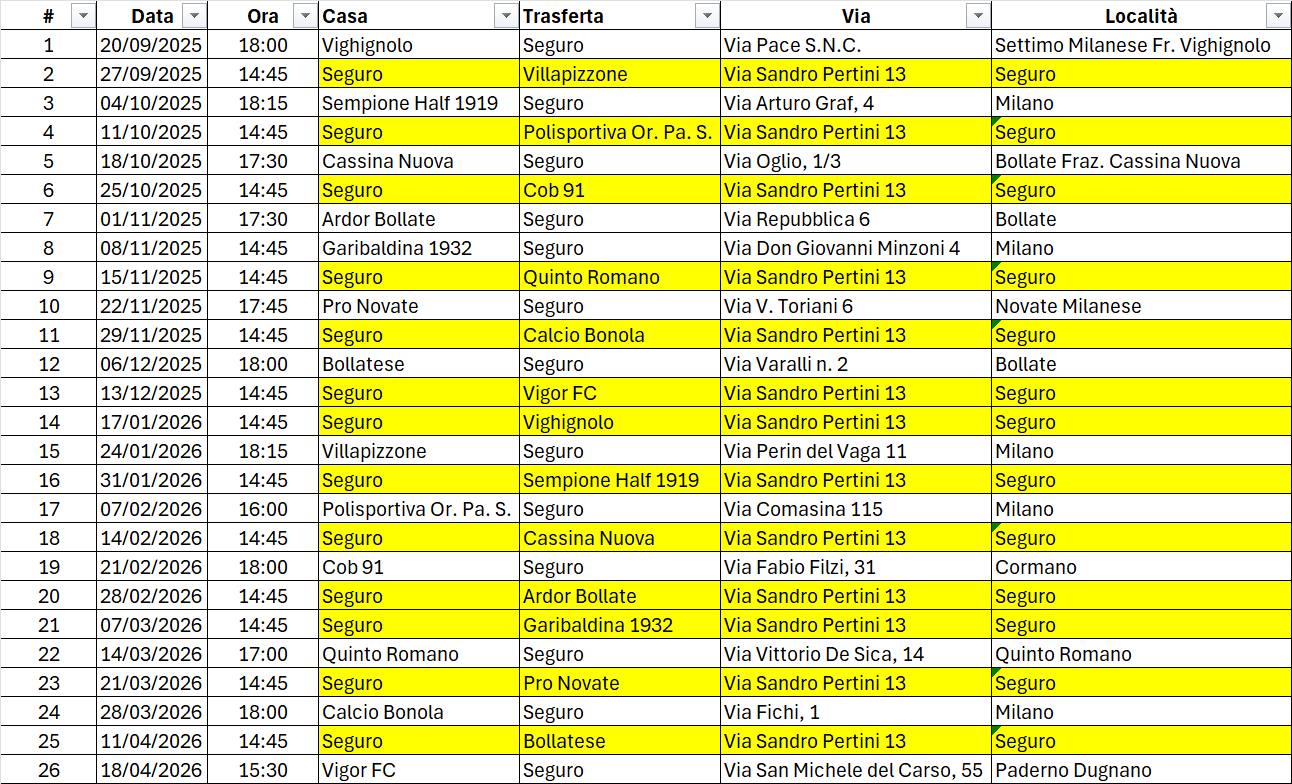 # Data Ora Casa Trasferta Via Località
1 20/09/2025 18:00 Vighignolo Seguro Via Pace S.N.C. Settimo Milanese Fr. Vighignolo
2 27/09/2025 14:45 Seguro Villapizzone Via Sandro Pertini 13 Seguro
3 04/10/2025 18:15 Sempione Half 1919 Seguro Via Arturo Graf, 4 Milano
4 11/10/2025 14:45 Seguro Polisportiva Or. Pa. S. Via Sandro Pertini 13 Seguro
5 18/10/2025 17:30 Cassina Nuova Seguro Via Oglio, 1/3 Bollate Fraz. Cassina Nuova
6 25/10/2025 14:45 Seguro Cob 91 Via Sandro Pertini 13 Seguro
7 01/11/2025 17:30 Ardor Bollate Seguro Via Repubblica 6 Bollate
8 08/11/2025 14:45 Garibaldina 1932 Seguro Via Don Giovanni Minzoni 4 Milano
9 15/11/2025 14:45 Seguro Quinto Romano Via Sandro Pertini 13 Seguro
10 22/11/2025 17:45 Pro Novate Seguro Via V. Toriani 6 Novate Milanese
11 29/11/2025 14:45 Seguro Calcio Bonola Via Sandro Pertini 13 Seguro
12 06/12/2025 18:00 Bollatese Seguro Via Varalli n. 2 Bollate
13 13/12/2025 14:45 Seguro Vigor FC Via Sandro Pertini 13 Seguro
14 17/01/2026 14:45 Seguro Vighignolo Via Sandro Pertini 13 Seguro
15 24/01/2026 18:15 Villapizzone Seguro Via Perin del Vaga 11 Milano
16 31/01/2026 14:45 Seguro Sempione Half 1919 Via Sandro Pertini 13 Seguro
17 07/02/2026 16:00 Polisportiva Or. Pa. S. Seguro Via Comasina 115 Milano
18 14/02/2026 14:45 Seguro Cassina Nuova Via Sandro Pertini 13 Seguro
19 21/02/2026 18:00 Cob 91 Seguro Via Fabio Filzi, 31 Cormano
20 28/02/2026 14:45 Seguro Ardor Bollate Via Sandro Pertini 13 Seguro
21 07/03/2026 14:45 Seguro Garibaldina 1932 Via Sandro Pertini 13 Seguro
22 14/03/2026 17:00 Quinto Romano Seguro Via Vittorio De Sica, 14 Quinto Romano
23 21/03/2026 14:45 Seguro Pro Novate Via Sandro Pertini 13 Seguro
24 28/03/2026 18:00 Calcio Bonola Seguro Via Fichi, 1 Milano
25 11/04/2026 14:45 Seguro Bollatese Via Sandro Pertini 13 Seguro
26 18/04/2026 15:30 Vigor FC Seguro Via San Michele del Carso, 55 Paderno Dugnano